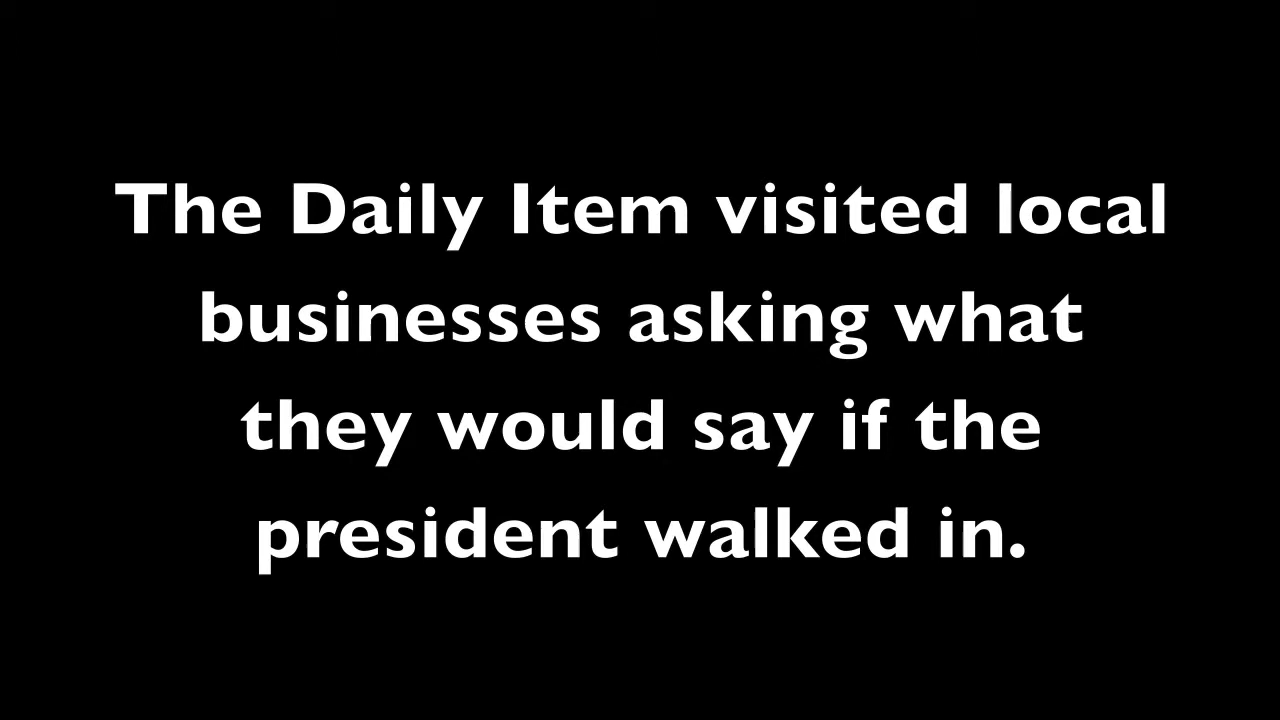 The Daily Item visited local
businesses asking what
they would say if the
president walked in.